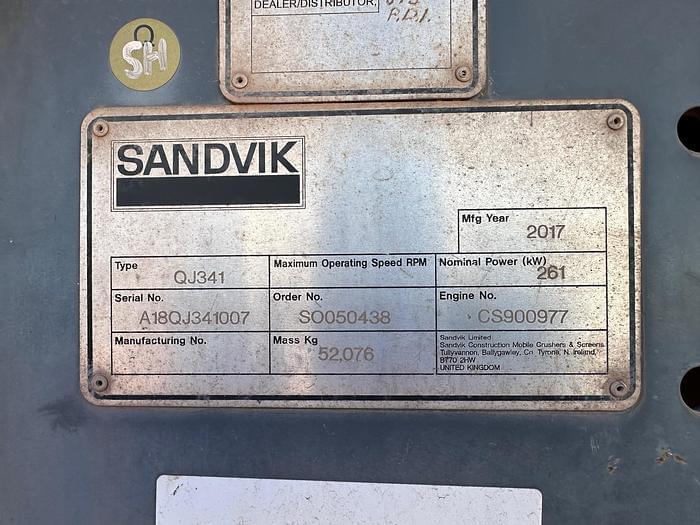 DEALER/DISTRIBUTOR,
P.D.I.
SH
SANDVIK
Mfg Year
2017
Type
QJ341
Maximum Operating Speed RPM
Nominal Power (kW)
261
Serial No.
A18QJ341007
Order No.
SO050438
Engine No.
CS900977
Manufacturing No.
Mass Kg
52,076
Sandvik Limited
Sandvik Construction Mobile Crushers & Screens
Tullyvannon, Ballygawley, Co Tyrone, N. Ireland,
BT70 2HW
UNITED KINGDOM